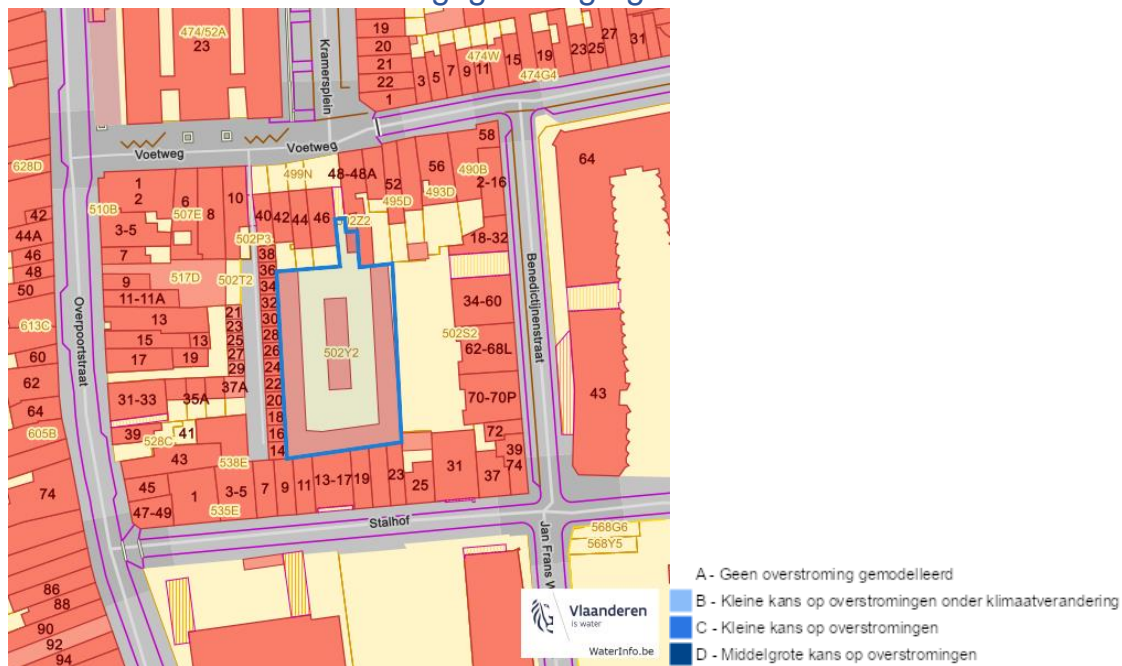 474/52A
23
Kramersplein
19
20
21
22
1
3 5 7 9 11 15 19 23 25 27 31
474W
474G4
Voetweg
Voetweg
628D
42
44A
46
48
50
613C
60
62
64
605B
74
86
88
90
92
94
Overpoortstraat
1
2
510B
3-5
7
6
507E
8
10
9
517D
11-11A
13
15
13
17
19
502P3
502T2
21
23
25
27
29
31-33
35A
37A
39
528C
41
43
538E
45
47-49
1
3-5
535E
7
9
11
13-17
19
23
25
31
37
39
74
72
499N
40
42
44
46
38
36
34
32
30
28
26
24
22
20
18
16
14
48-48A
502Z2
52
495D
56
493D
58
490B
2-16
18-32
34-60
502S2
62-68L
70-70P
502Y2
Benedictijnenstraat
64
43
Stalhof
568G6
568Y5
Vlaanderen
is water
WaterInfo.be
A - Geen overstroming gemodelleerd
B - Kleine kans op overstromingen onder klimaatverandering
C - Kleine kans op overstromingen
D - Middelgrote kans op overstromingen